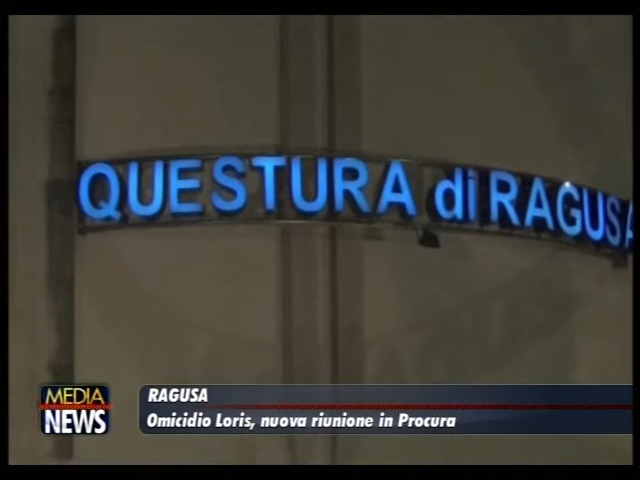 QUESTURA di RAGUSA
MEDIA
NEWS
RAGUSA
Omicidio Loris, nuova riunione in Procura